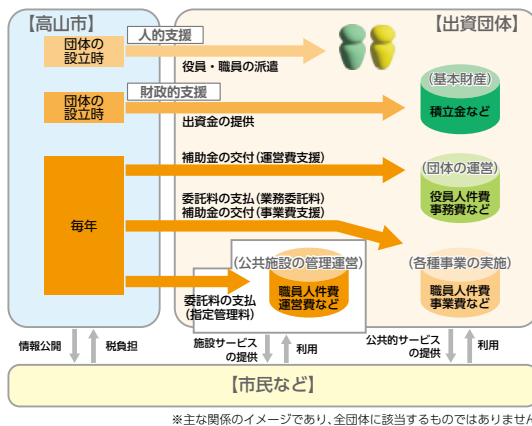 【高山市】
【出資団体】
団体の
設立時
人的支援
役員・職員の派遣
団体の
設立時
財政的支援
出資金の提供
(基本財産)
積立金など
毎年
補助金の交付(運営費支援)
(団体の運営)
役員人件費
事務費など
委託料の支払(業務委託料)
補助金の交付(事業費支援)
(各種事業の実施)
職員人件費
事業費など
(公共施設の管理運営)
職員人件費
運営費など
委託料の支払
(指定管理料)
情報公開
税負担
施設サービス
の提供
利用
公共的サービス
の提供
利用
【市民など】
※主な関係のイメージであり、全団体に該当するものではありません